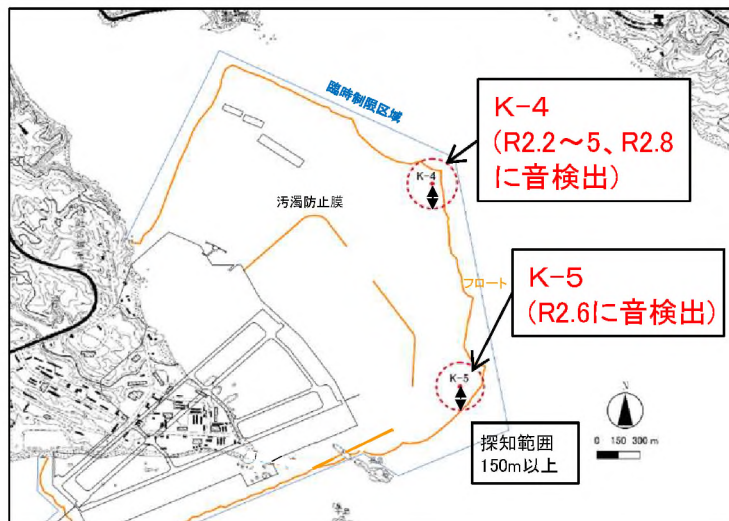 臨時制限区域
K-4
(R2.2～5、R2.8
に音検出)
K-4
汚濁防止膜
フロート
K-5
(R2.6に音検出)
K-5
N
0 150 300 m
探知範囲
150m以上